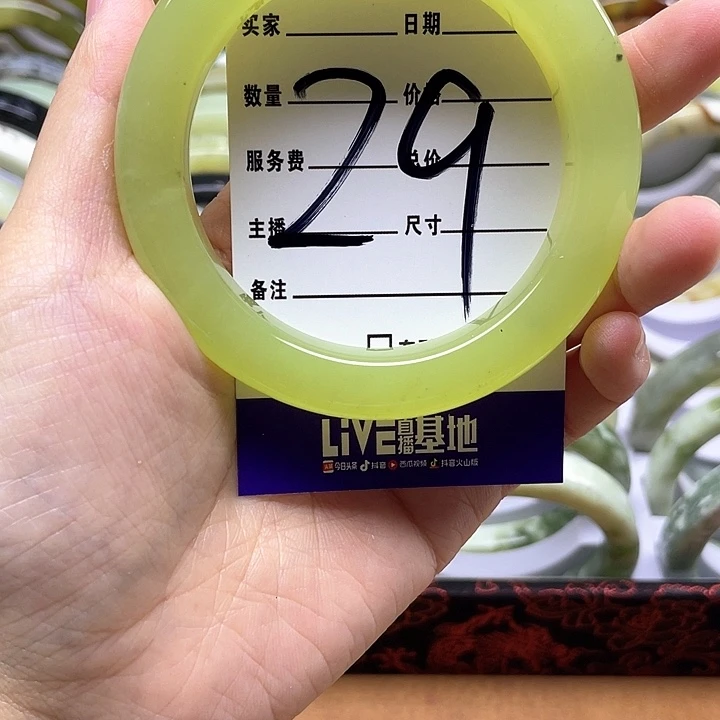 买家 日期
数量 价格
29
服务费 总价
主播 尺寸
备注
LiVE直播基地
今日头条 抖音 西瓜视频 抖音火山版